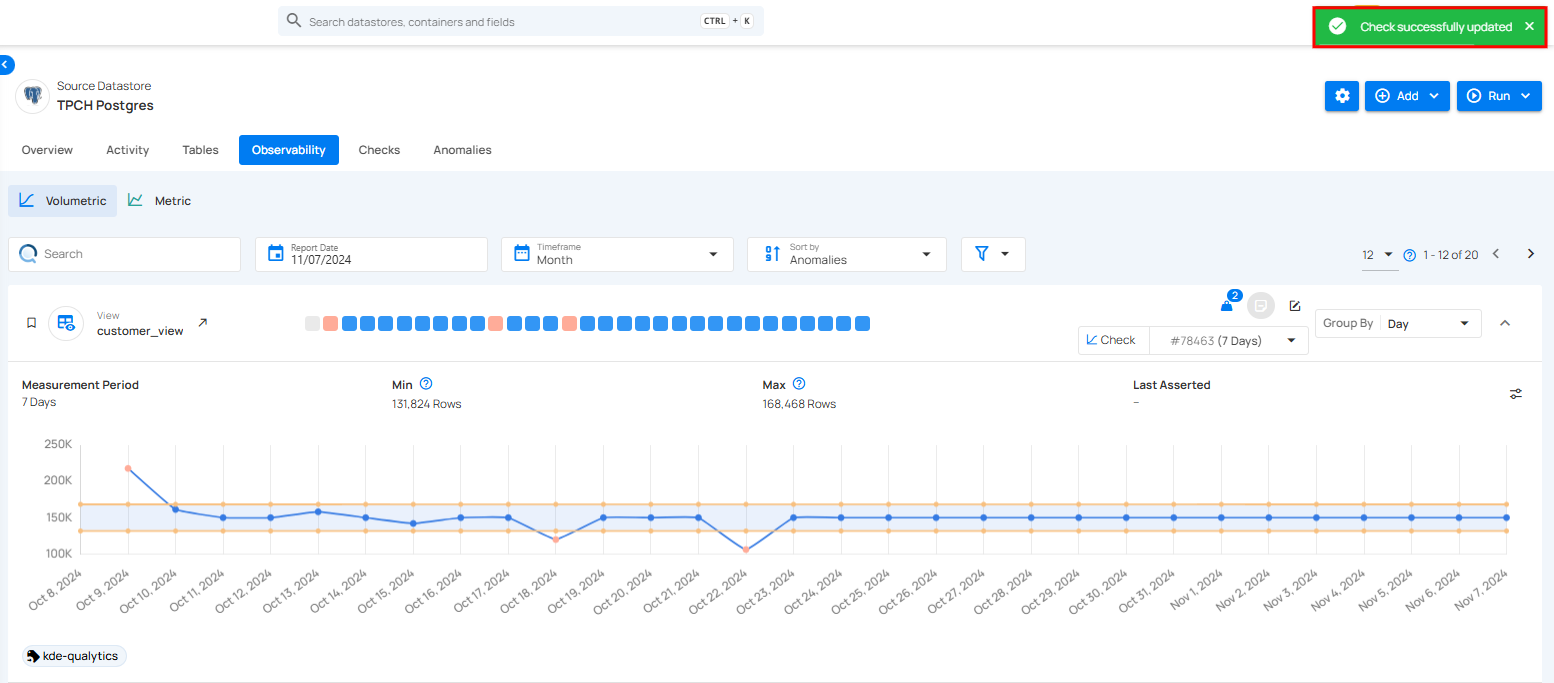 Search datastores, containers and fields
CTRL + K
Check successfully updated
Source Datastore
TPCH Postgres
Add
Run
Overview
Activity
Tables
Observability
Checks
Anomalies
Volumetric
Metric
Search
Report Date
11/07/2024
Timeframe
Month
Sort by
Anomalies
12
1 - 12 of 20
View
customer_view
2
Check
#78463 (7 Days)
Group By
Day
Measurement Period
7 Days
Min
131,824 Rows
Max
168,468 Rows
Last Asserted
–
250K
200K
150K
100K
Oct 8, 2024
Oct 9, 2024
Oct 10, 2024
Oct 11, 2024
Oct 12, 2024
Oct 13, 2024
Oct 14, 2024
Oct 15, 2024
Oct 16, 2024
Oct 17, 2024
Oct 18, 2024
Oct 19, 2024
Oct 20, 2024
Oct 21, 2024
Oct 22, 2024
Oct 23, 2024
Oct 24, 2024
Oct 25, 2024
Oct 26, 2024
Oct 27, 2024
Oct 28, 2024
Oct 29, 2024
Oct 30, 2024
Oct 31, 2024
Nov 1, 2024
Nov 2, 2024
Nov 3, 2024
Nov 4, 2024
Nov 5, 2024
Nov 6, 2024
Nov 7, 2024
kde-qualytics